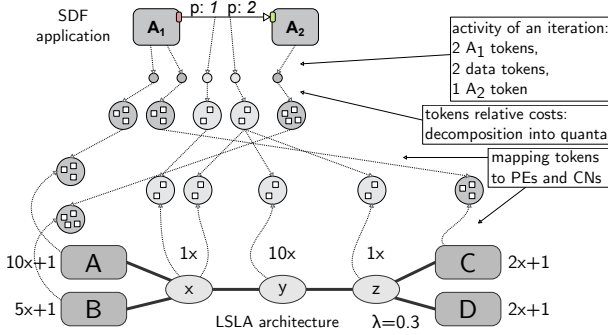 SDF
application
A1
p: 1 p: 2
A2
activity of an iteration:
2 A1 tokens,
2 data tokens,
1 A2 token
tokens relative costs:
decomposition into quanta
mapping tokens
to PEs and CNs
10x+1
A
1x
10x
1x
C
2x+1
x
y
z
5x+1
B
LSLA architecture
λ=0.3
D
2x+1